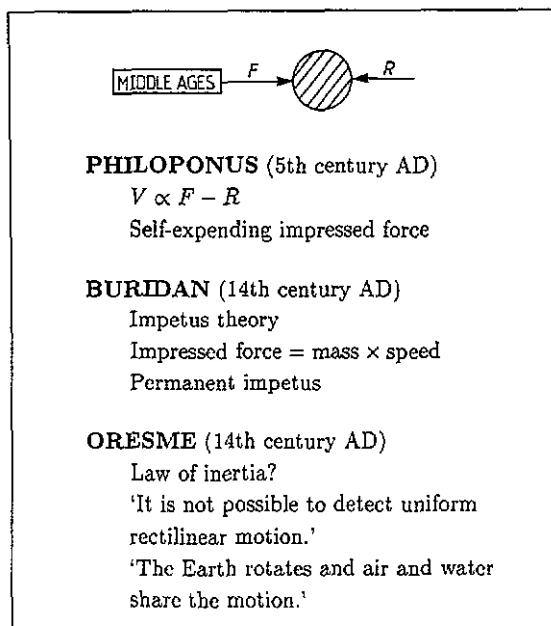 MIDDLE AGES F R
PHILOPONUS (5th century AD)
V ∝ F − R
Self-expending impressed force
BURIDAN (14th century AD)
Impetus theory
Impressed force = mass × speed
Permanent impetus
ORESME (14th century AD)
Law of inertia?
‘It is not possible to detect uniform
rectilinear motion.’
‘The Earth rotates and air and water
share the motion.’